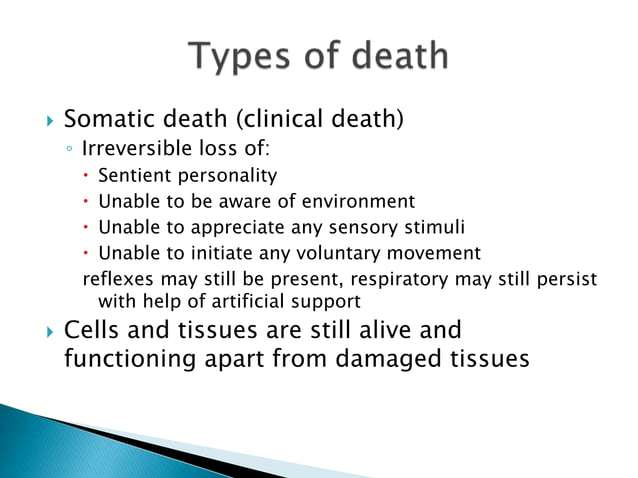 Types of death
Somatic death (clinical death)
Irreversible loss of:
Sentient personality
Unable to be aware of environment
Unable to appreciate any sensory stimuli
Unable to initiate any voluntary movement
reflexes may still be present, respiratory may still persist
with help of artificial support
Cells and tissues are still alive and
functioning apart from damaged tissues